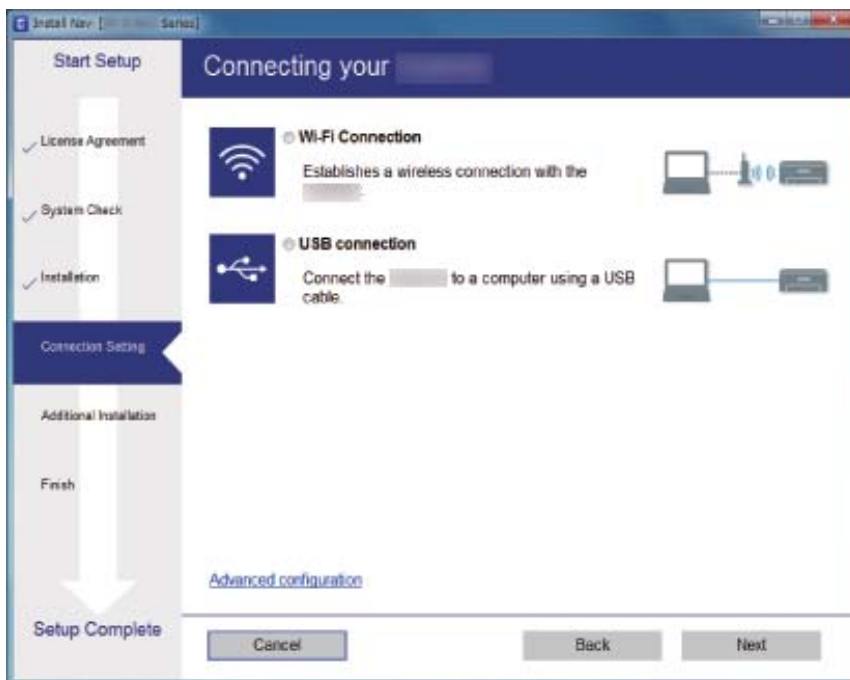 Install Navi [ Series]
Start Setup
License Agreement
System Check
Installation
Connection Setting
Additional Installation
Finish
Setup Complete
Connecting your
Wi-Fi Connection
Establishes a wireless connection with the
.
USB connection
Connect the to a computer using a USB
cable.
Advanced configuration
Cancel
Back
Next